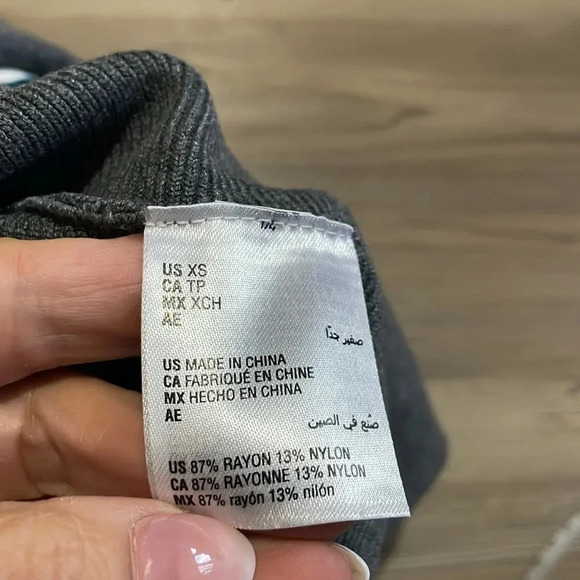 1/4
US XS
CA TP
MX XCH
AE
صغير جدًا
US MADE IN CHINA
CA FABRIQUÉ EN CHINE
MX HECHO EN CHINA
AE
صُنع في الصين
US 87% RAYON 13% NYLON
CA 87% RAYONNE 13% NYLON
MX 87% rayón 13% nilón